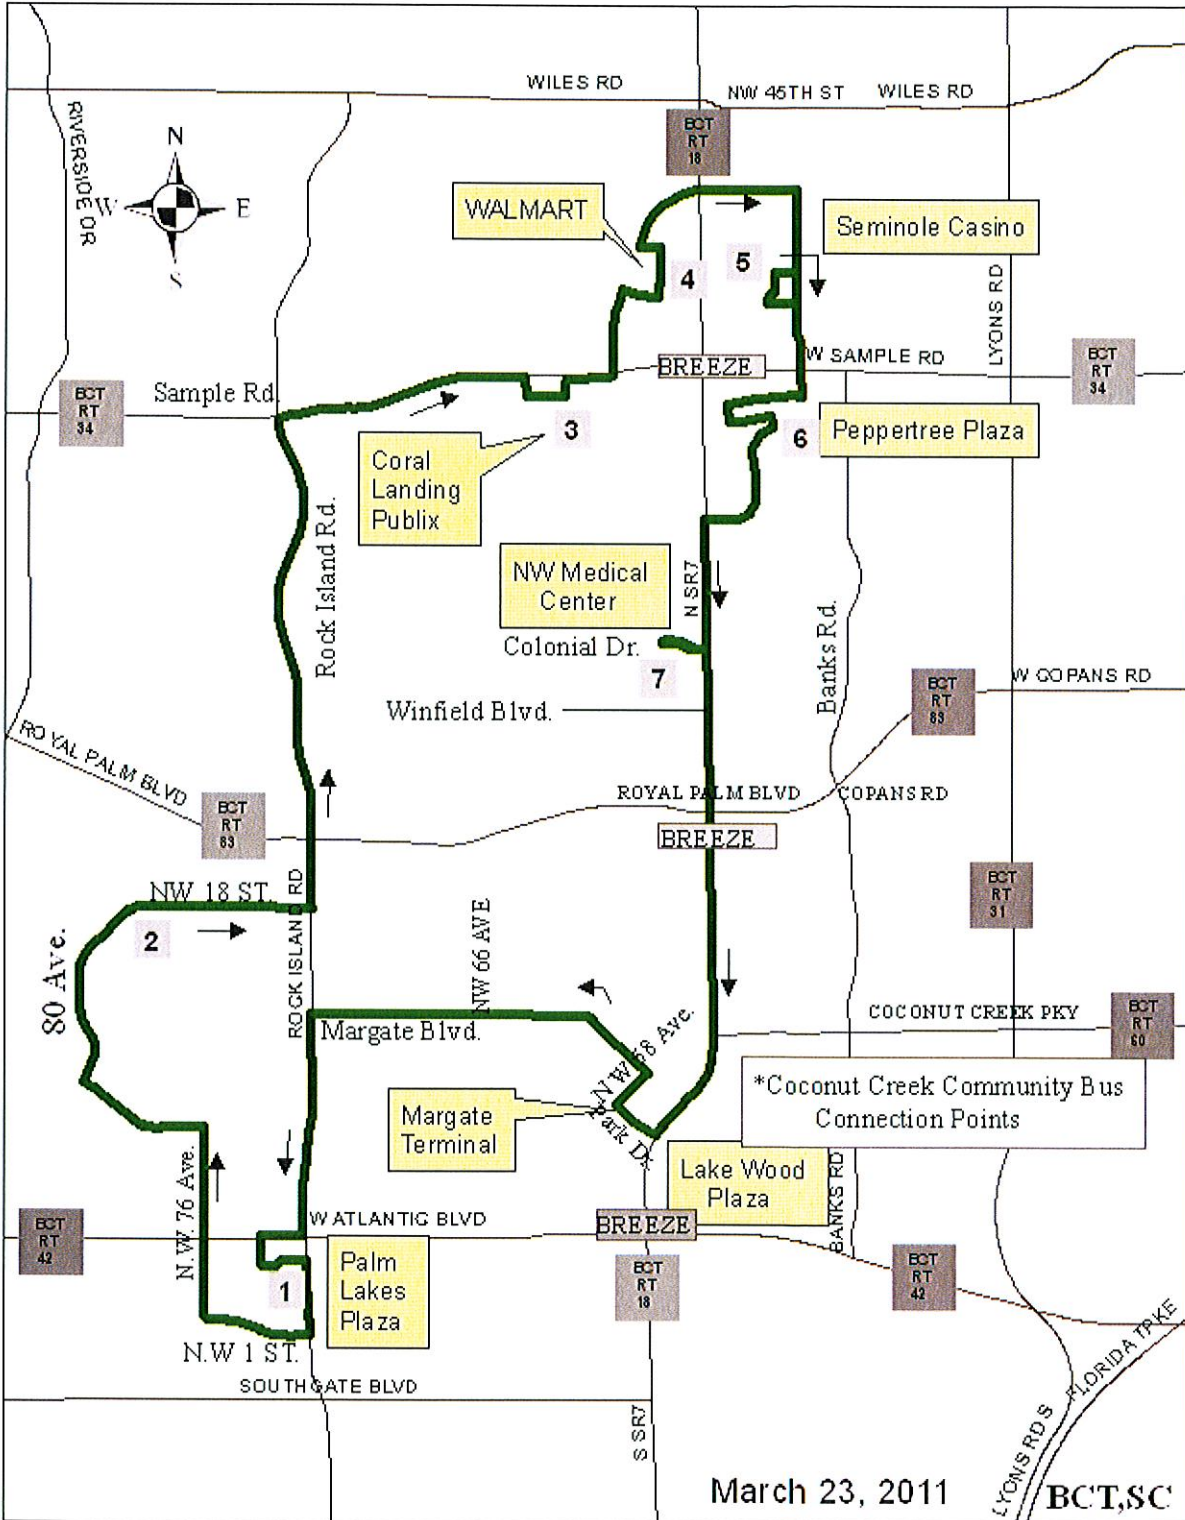 WILES RD
NW 45TH ST
WILES RD
RIVERSIDE DR
BCT
RT
18
N
W
E
S
WALMART
Seminole Casino
5
4
LYONS RD
W SAMPLE RD
BREEZE
BCT
RT
34
Sample Rd.
BCT
RT
34
3
6
Peppertree Plaza
Coral
Landing
Publix
Rock Island Rd.
NW Medical
Center
N SR7
Colonial Dr.
7
Banks Rd.
W COPANS RD
BCT
RT
83
Winfield Blvd.
ROYAL PALM BLVD
ROYAL PALM BLVD
COPANS RD
BCT
RT
83
BREEZE
BCT
RT
31
NW 18 ST.
2
ROCK ISLAND RD
NW 66 AVE
80 Ave.
Margate Blvd.
COCONUT CREEK PKY
BCT
RT
60
N W 58 Ave.
*Coconut Creek Community Bus
Connection Points
Margate
Terminal
Park Dr
Lake Wood
Plaza
BANKS RD
N.W. 76 Ave.
W ATLANTIC BLVD
BREEZE
BCT
RT
42
Palm
Lakes
Plaza
1
BCT
RT
18
BCT
RT
42
N.W 1 ST.
SOUTHGATE BLVD
S SR7
FLORIDA TPKE
LYONS RD S
March 23, 2011
BCT,SC